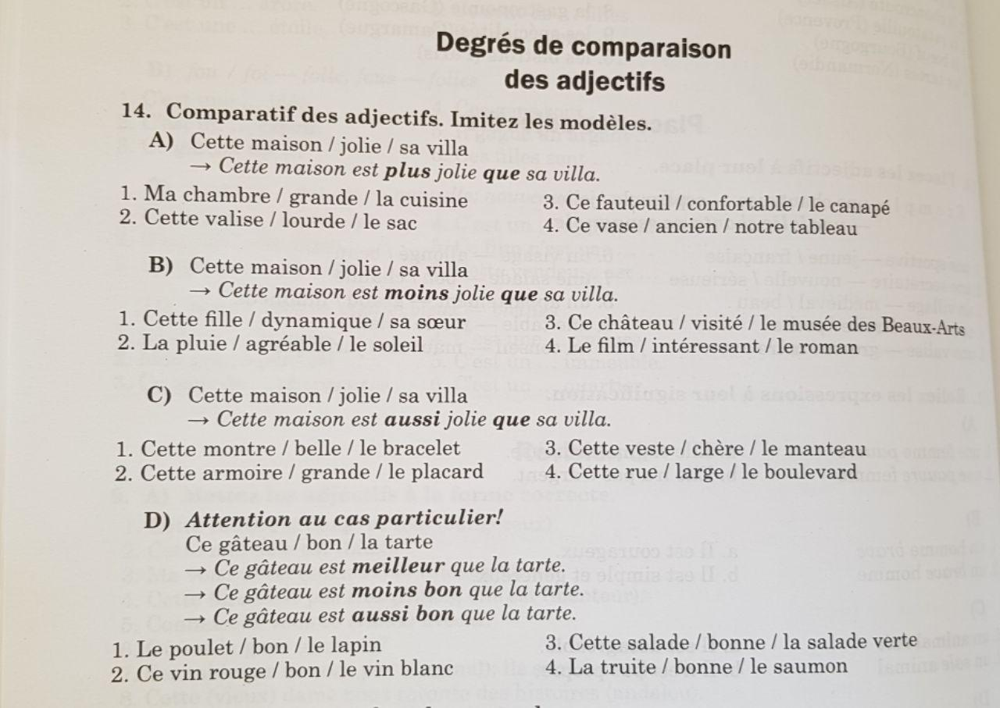 Degrés de comparaison
des adjectifs
14. Comparatif des adjectifs. Imitez les modèles.
A) Cette maison / jolie / sa villa
→ Cette maison est plus jolie que sa villa.
1. Ma chambre / grande / la cuisine
2. Cette valise / lourde / le sac
3. Ce fauteuil / confortable / le canapé
4. Ce vase / ancien / notre tableau
B) Cette maison / jolie / sa villa
→ Cette maison est moins jolie que sa villa.
1. Cette fille / dynamique / sa sœur
2. La pluie / agréable / le soleil
3. Ce château / visité / le musée des Beaux-Arts
4. Le film / intéressant / le roman
C) Cette maison / jolie / sa villa
→ Cette maison est aussi jolie que sa villa.
1. Cette montre / belle / le bracelet
2. Cette armoire / grande / le placard
3. Cette veste / chère / le manteau
4. Cette rue / large / le boulevard
D) Attention au cas particulier!
Ce gâteau / bon / la tarte
→ Ce gâteau est meilleur que la tarte.
→ Ce gâteau est moins bon que la tarte.
→ Ce gâteau est aussi bon que la tarte.
1. Le poulet / bon / le lapin
2. Ce vin rouge / bon / le vin blanc
3. Cette salade / bonne / la salade verte
4. La truite / bonne / le saumon